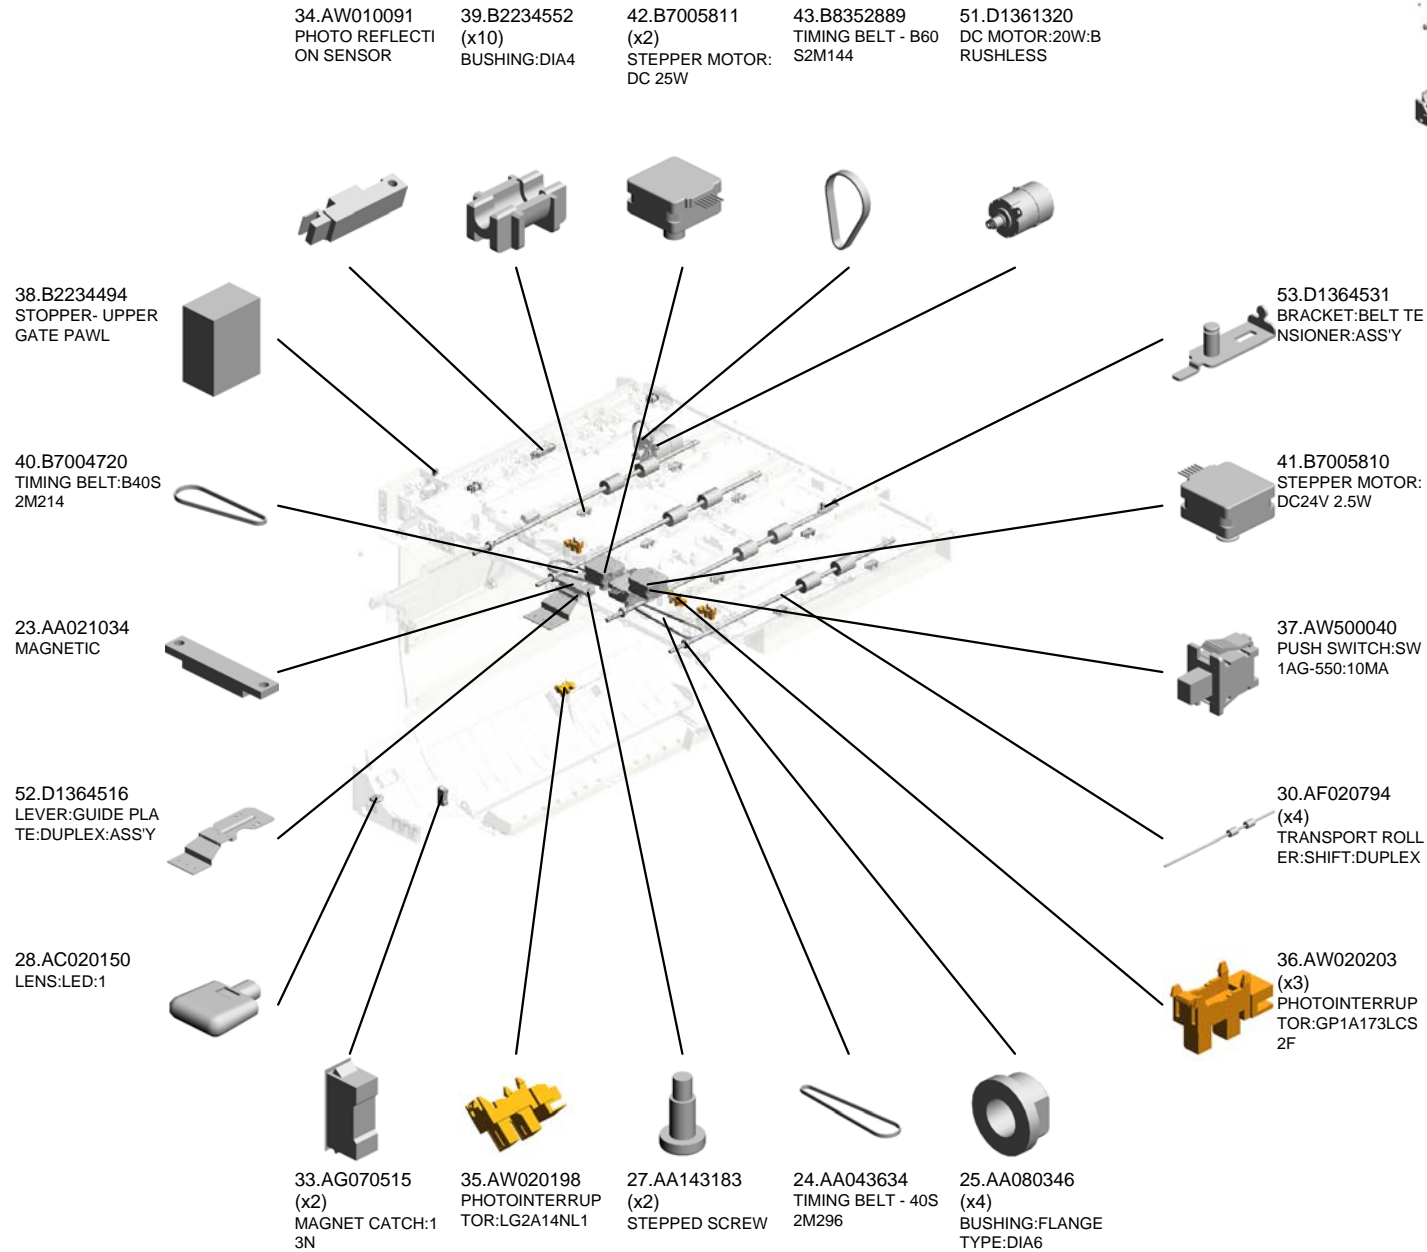 34.AW010091
PHOTO REFLECTI
ON SENSOR
39.B2234552
(x10)
BUSHING:DIA4
42.B7005811
(x2)
STEPPER MOTOR:
DC 25W
43.B8352889
TIMING BELT - B60
S2M144
51.D1361320
DC MOTOR:20W:B
RUSHLESS
38.B2234494
STOPPER- UPPER
GATE PAWL
53.D1364531
BRACKET:BELT TE
NSIONER:ASS'Y
40.B7004720
TIMING BELT:B40S
2M214
41.B7005810
STEPPER MOTOR:
DC24V 2.5W
23.AA021034
MAGNETIC
37.AW500040
PUSH SWITCH:SW
1AG-550:10MA
52.D1364516
LEVER:GUIDE PLA
TE:DUPLEX:ASS'Y
30.AF020794
(x4)
TRANSPORT ROLL
ER:SHIFT:DUPLEX
28.AC020150
LENS:LED:1
36.AW020203
(x3)
PHOTOINTERRUP
TOR:GP1A173LCS
2F
33.AG070515
(x2)
MAGNET CATCH:1
3N
35.AW020198
PHOTOINTERRUP
TOR:LG2A14NL1
27.AA143183
(x2)
STEPPED SCREW
24.AA043634
TIMING BELT - 40S
2M296
25.AA080346
(x4)
BUSHING:FLANGE
TYPE:DIA6